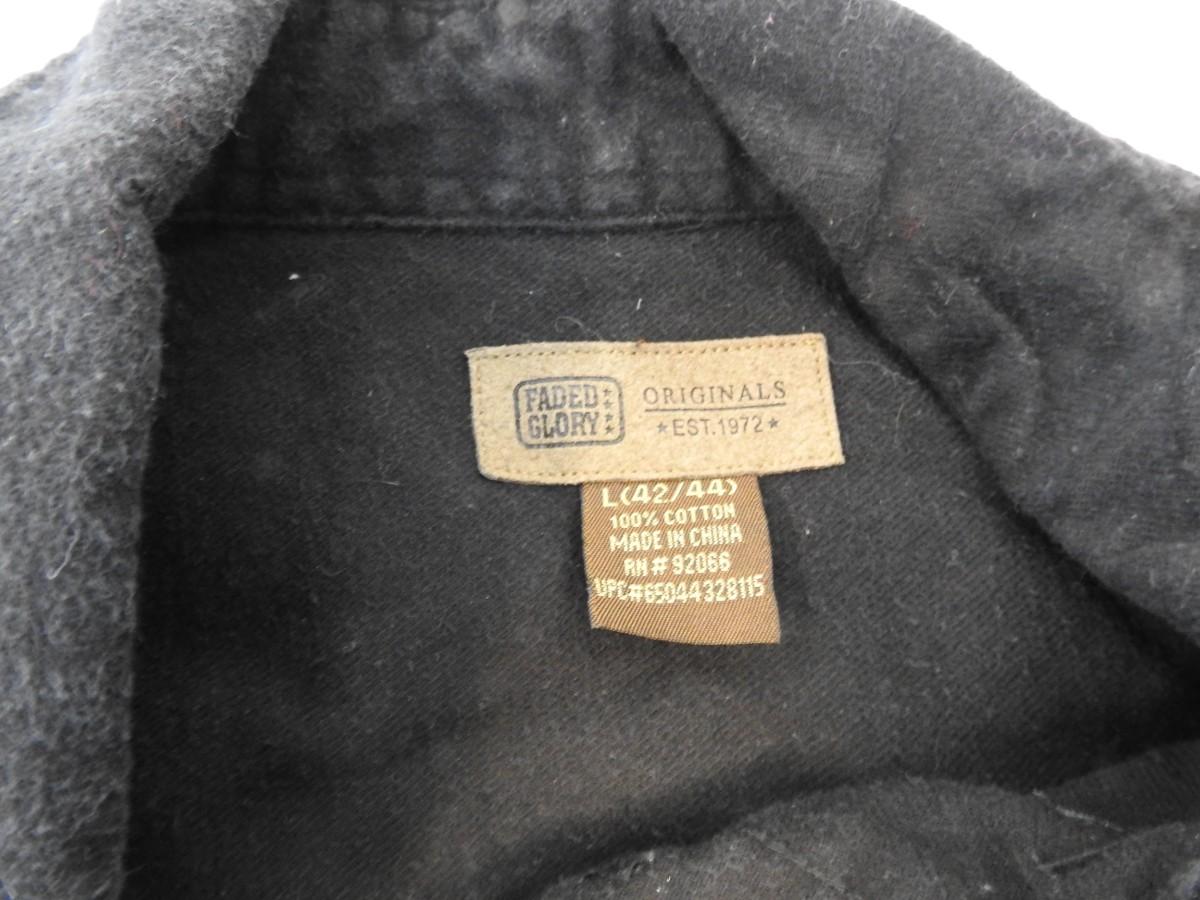 FADED
GLORY
ORIGINALS
★EST.1972★
L(42/44)
100% COTTON
MADE IN CHINA
RN # 92066
UPC#65044328115